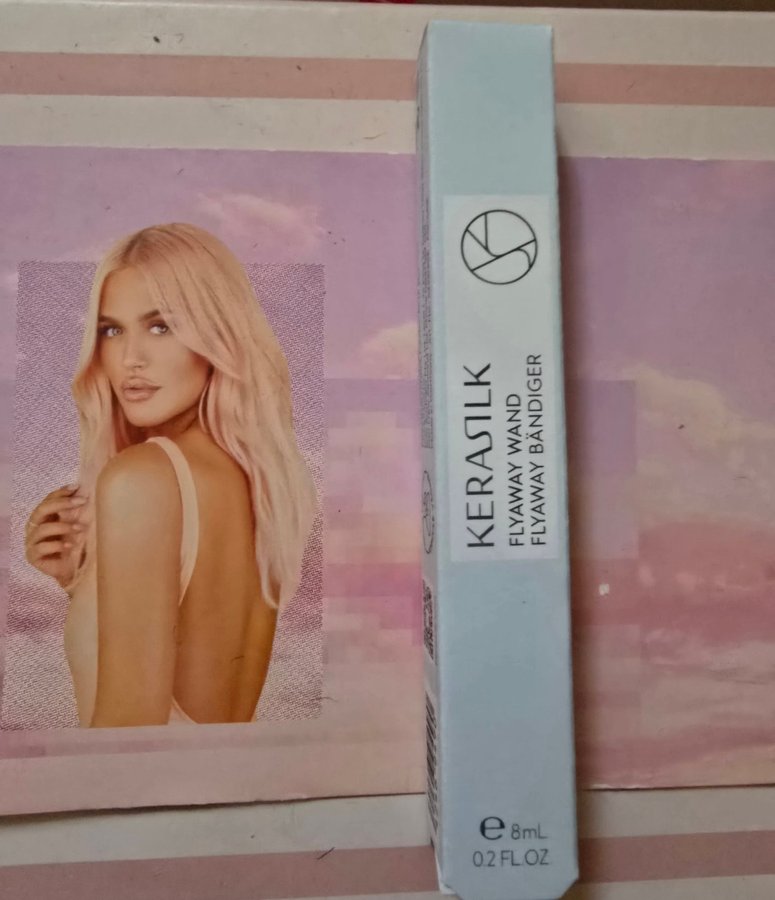 KERASILK
FLYAWAY WAND
FLYAWAY BÄNDIGER
e 8mL
0.2 FL.OZ